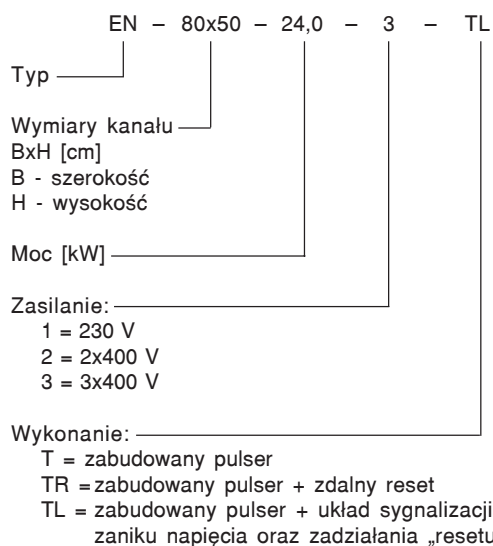 EN – 80x50 – 24,0 – 3 – TL
Typ
Wymiary kanału
BxH [cm]
B - szerokość
H - wysokość
Moc [kW]
Zasilanie:
1 = 230 V
2 = 2x400 V
3 = 3x400 V
Wykonanie:
T = zabudowany pulser
TR = zabudowany pulser + zdalny reset
TL = zabudowany pulser + układ sygnalizacji
zaniku napięcia oraz zadziałania „resetu